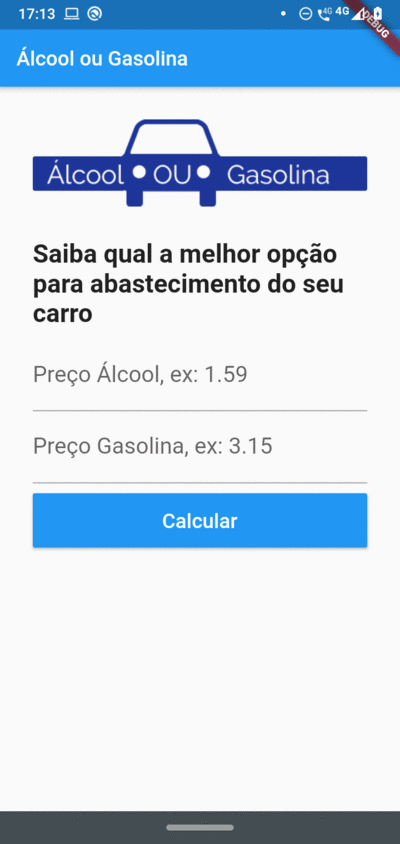 17:13 4G 4G
DEBUG
Álcool ou Gasolina
Álcool OU Gasolina
Saiba qual a melhor opção
para abastecimento do seu
carro
Preço Álcool, ex: 1.59
Preço Gasolina, ex: 3.15
Calcular